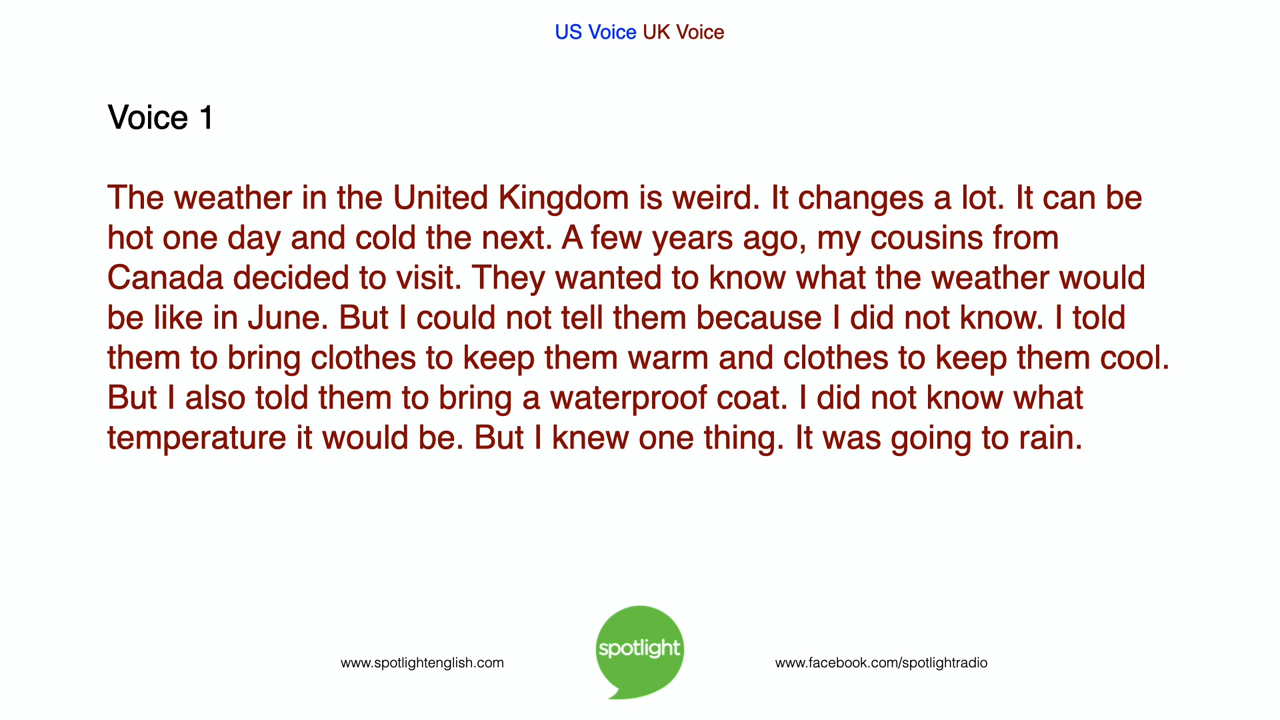 US Voice UK Voice
Voice 1
The weather in the United Kingdom is weird. It changes a lot. It can be
hot one day and cold the next. A few years ago, my cousins from
Canada decided to visit. They wanted to know what the weather would
be like in June. But I could not tell them because I did not know. I told
them to bring clothes to keep them warm and clothes to keep them cool.
But I also told them to bring a waterproof coat. I did not know what
temperature it would be. But I knew one thing. It was going to rain.
spotlight
www.spotlightenglish.com
www.facebook.com/spotlightradio